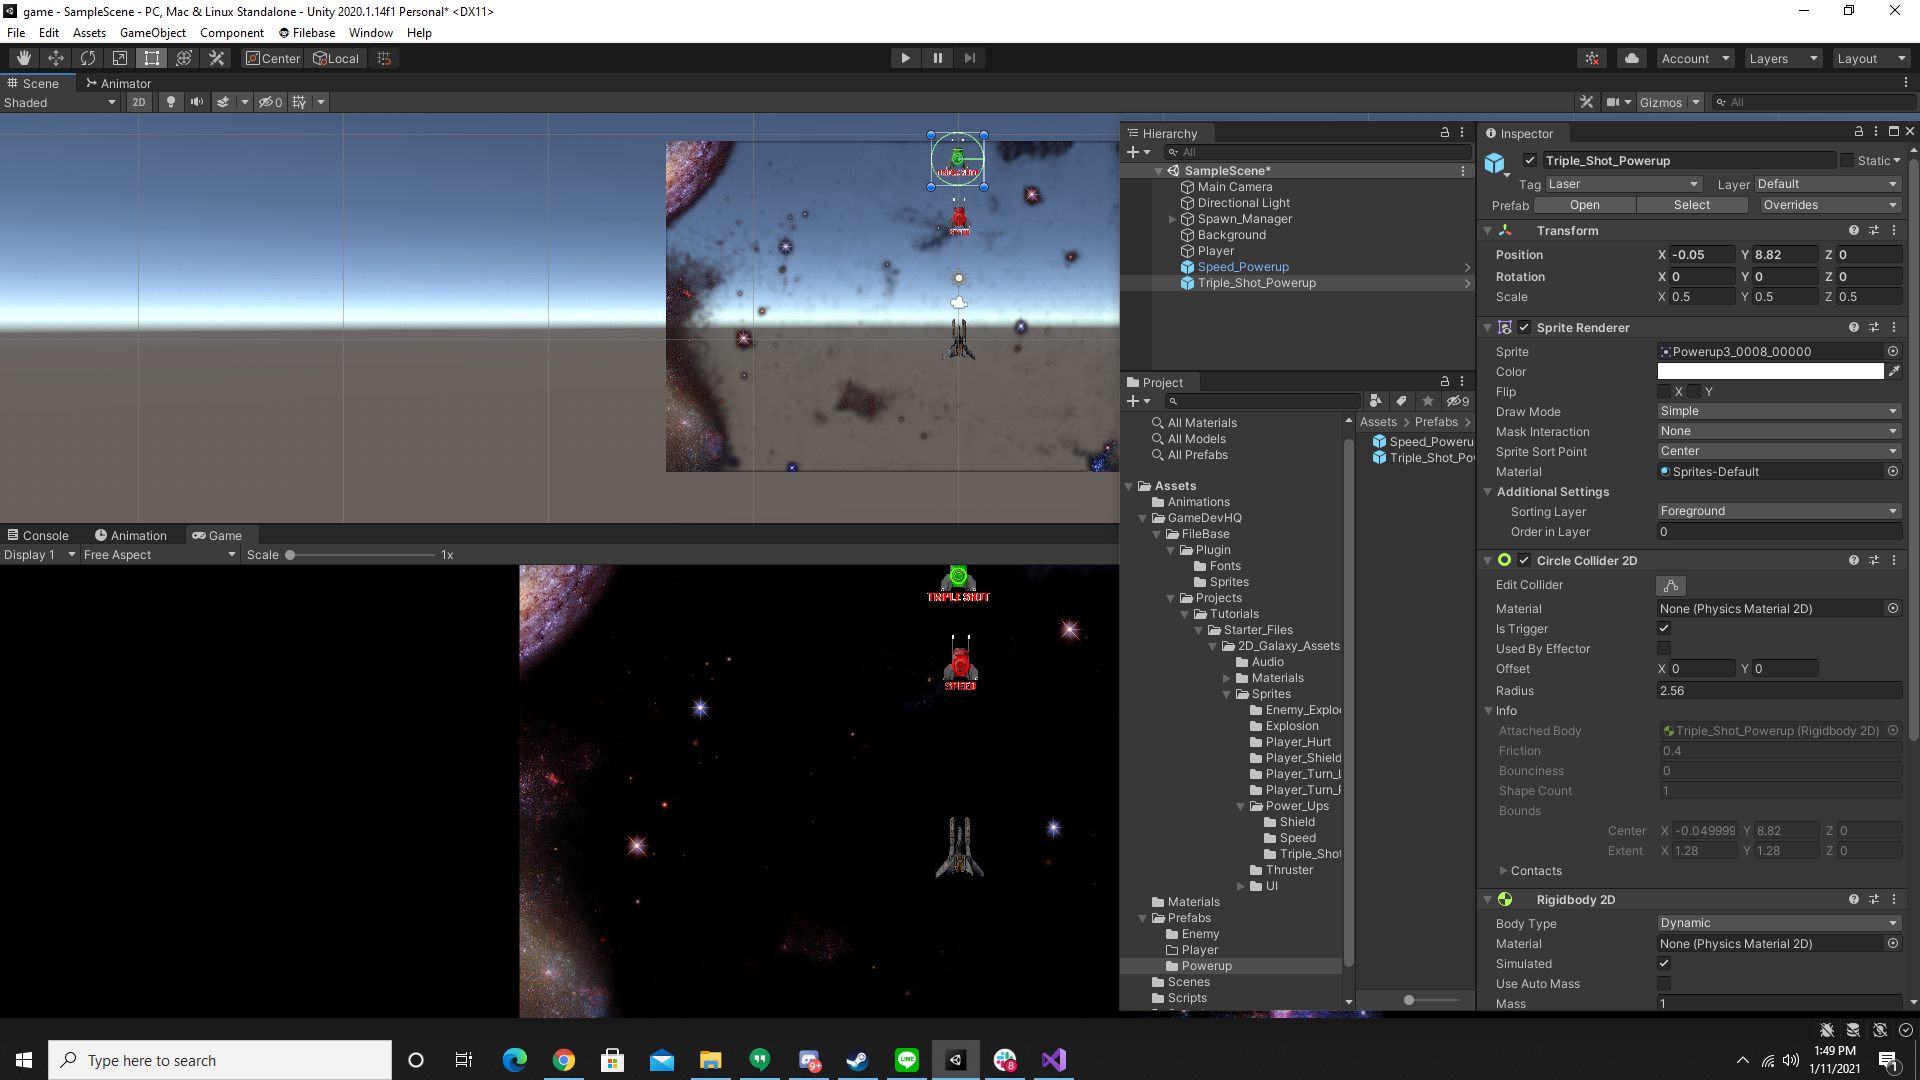 game - SampleScene - PC, Mac & Linux Standalone - Unity 2020.1.14f1 Personal* <DX11>
File Edit Assets GameObject Component Filebase Window Help
Center Local
Account Layers Layout
Scene Animator
Shaded 2D 0 Gizmos All
TRIPLE SHOT
Hierarchy
All
SampleScene*
Main Camera
Directional Light
Spawn_Manager
Background
Player
Speed_Powerup
Triple_Shot_Powerup
Project
9
All Materials
All Models
All Prefabs
Assets
Animations
GameDevHQ
FileBase
Plugin
Fonts
Sprites
Projects
Tutorials
Starter_Files
2D_Galaxy_Assets
Audio
Materials
Sprites
Enemy_Explo
Explosion
Player_Hurt
Player_Shield
Player_Turn_L
Player_Turn_R
Power_Ups
Shield
Speed
Triple_Shot
Thruster
UI
Materials
Prefabs
Enemy
Player
Powerup
Scenes
Scripts
Assets > Prefabs >
Speed_Poweru
Triple_Shot_Pow
Inspector
Triple_Shot_Powerup Static
Tag Laser Layer Default
Prefab Open Select Overrides
Transform
Position X -0.05 Y 8.82 Z 0
Rotation X 0 Y 0 Z 0
Scale X 0.5 Y 0.5 Z 0.5
Sprite Renderer
Sprite Powerup3_0008_00000
Color
Flip X Y
Draw Mode Simple
Mask Interaction None
Sprite Sort Point Center
Material Sprites-Default
Additional Settings
Sorting Layer Foreground
Order in Layer 0
Circle Collider 2D
Edit Collider
Material None (Physics Material 2D)
Is Trigger
Used By Effector
Offset X 0 Y 0
Radius 2.56
Info
Attached Body Triple_Shot_Powerup (Rigidbody 2D)
Friction 0.4
Bounciness 0
Shape Count 1
Bounds
Center X -0.049999 Y 8.82 Z 0
Extent X 1.28 Y 1.28 Z 0
Contacts
Rigidbody 2D
Body Type Dynamic
Material None (Physics Material 2D)
Simulated
Use Auto Mass
Mass 1
Console Animation Game
Display 1 Free Aspect Scale 1x
TRIPLE SHOT
SPEED
Type here to search
9+
LINE
8
1:49 PM
1/11/2021
1